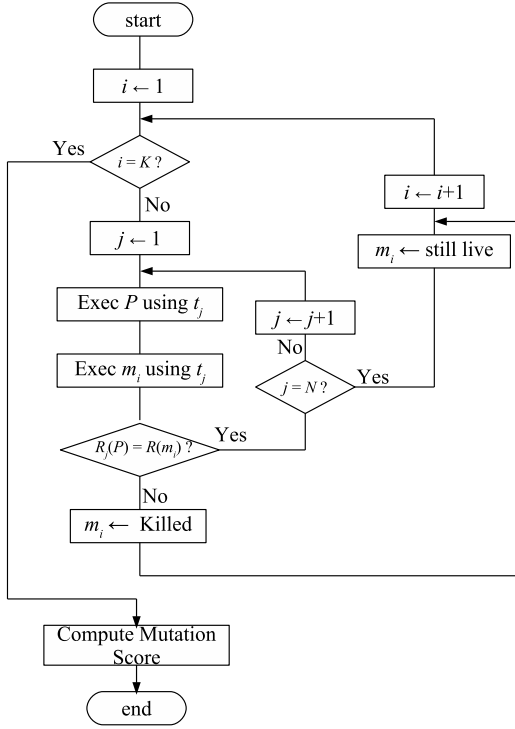 start
i ← 1
Yes
i = K ?
No
i ← i+1
j ← 1
m_i ← still live
Exec P using t_j
j ← j+1
No
Exec m_i using t_j
j = N ?
Yes
R_j(P) = R(m_i) ?
Yes
No
m_i ← Killed
Compute Mutation
Score
end